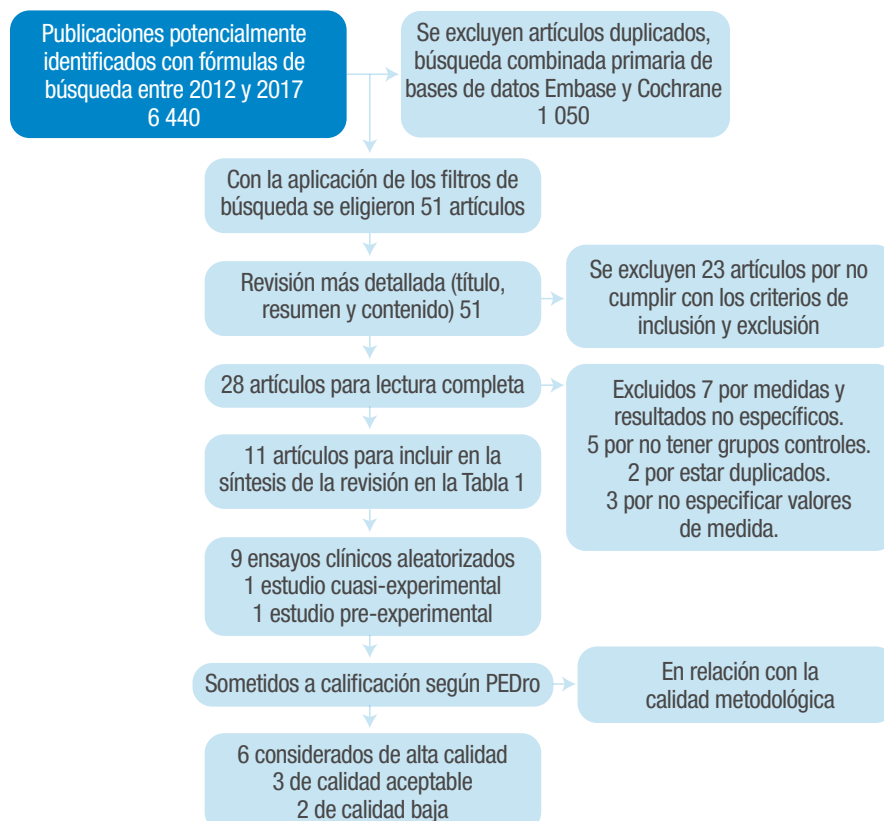 Publicaciones potencialmente
identificados con fórmulas de
búsqueda entre 2012 y 2017
6 440
Se excluyen artículos duplicados,
búsqueda combinada primaria de
bases de datos Embase y Cochrane
1 050
Con la aplicación de los filtros de
búsqueda se eligieron 51 artículos
Revisión más detallada (título,
resumen y contenido) 51
Se excluyen 23 artículos por no
cumplir con los criterios de
inclusión y exclusión
28 artículos para lectura completa
Excluidos 7 por medidas y
resultados no específicos.
5 por no tener grupos controles.
2 por estar duplicados.
3 por no especificar valores
de medida.
11 artículos para incluir en la
síntesis de la revisión en la Tabla 1
9 ensayos clínicos aleatorizados
1 estudio cuasi-experimental
1 estudio pre-experimental
Sometidos a calificación según PEDro
En relación con la
calidad metodológica
6 considerados de alta calidad
3 de calidad aceptable
2 de calidad baja